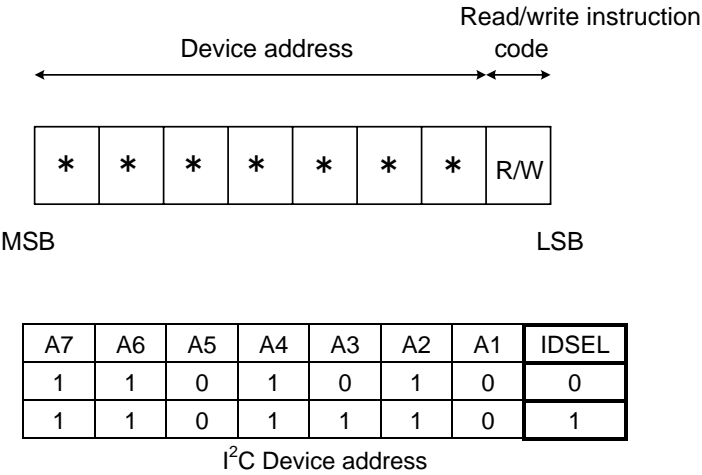 Read/write instruction
Device address code
* * * * * * * R/W
MSB LSB
A7 A6 A5 A4 A3 A2 A1 IDSEL
1 1 0 1 0 1 0 0
1 1 0 1 1 1 0 1
I²C Device address